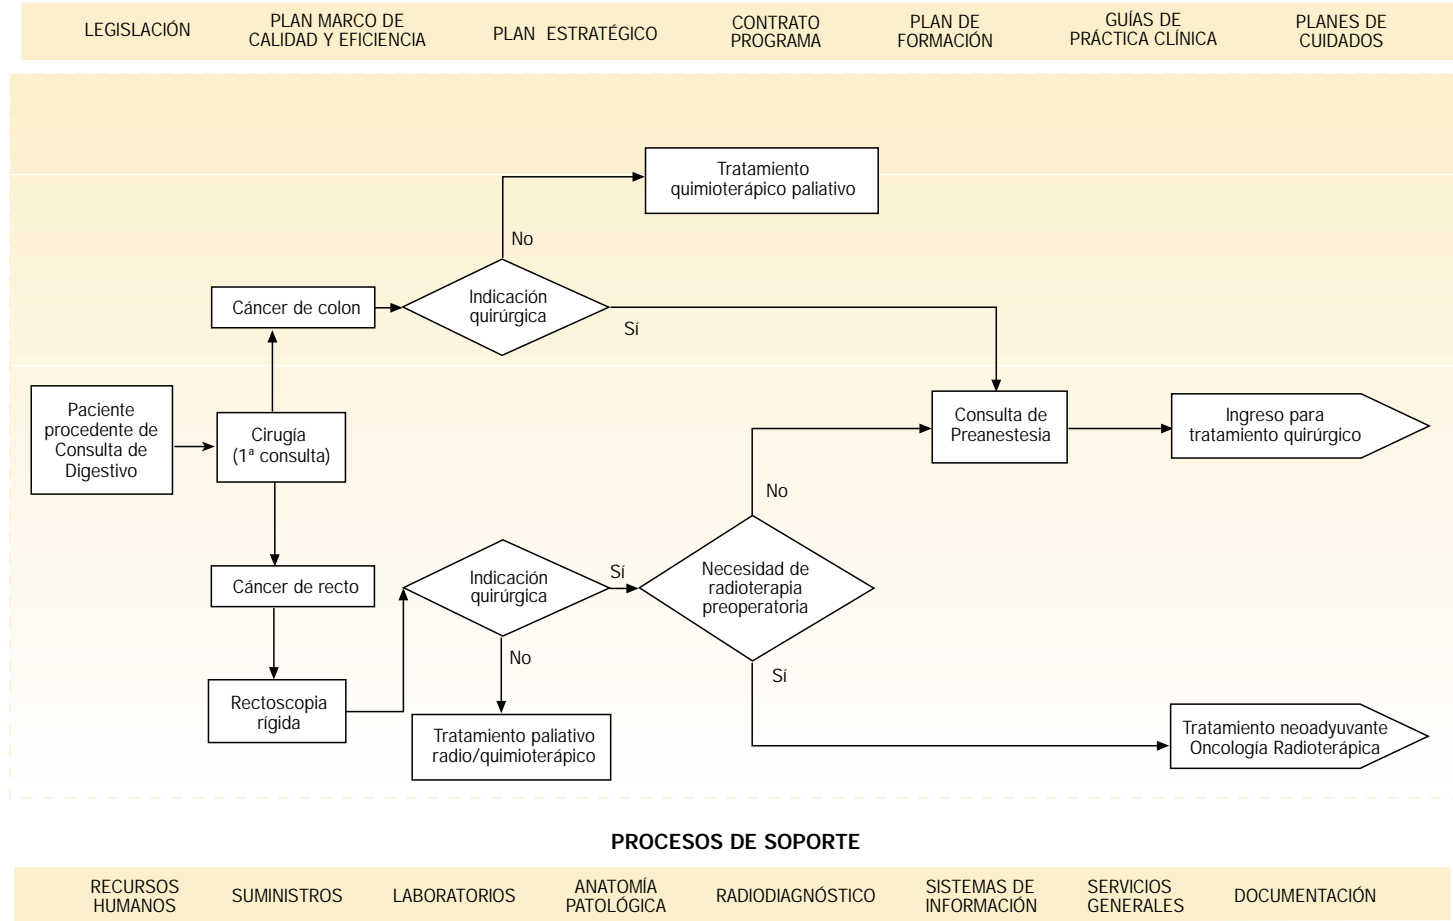 LEGISLACIÓN
PLAN MARCO DE
CALIDAD Y EFICIENCIA
PLAN ESTRATÉGICO
CONTRATO
PROGRAMA
PLAN DE
FORMACIÓN
GUÍAS DE
PRÁCTICA CLÍNICA
PLANES DE
CUIDADOS
Tratamiento
quimioterápico paliativo
No
Cáncer de colon
Indicación
quirúrgica
Sí
Paciente
procedente de
Consulta de
Digestivo
Cirugía
(1ª consulta)
Consulta de
Preanestesia
Ingreso para
tratamiento quirúrgico
No
Cáncer de recto
Indicación
quirúrgica
Sí
Necesidad de
radioterapia
preoperatoria
No
Sí
Rectoscopia
rígida
Tratamiento paliativo
radio/quimioterápico
Tratamiento neoadyuvante
Oncología Radioterápica
PROCESOS DE SOPORTE
RECURSOS
HUMANOS
SUMINISTROS
LABORATORIOS
ANATOMÍA
PATOLÓGICA
RADIODIAGNÓSTICO
SISTEMAS DE
INFORMACIÓN
SERVICIOS
GENERALES
DOCUMENTACIÓN